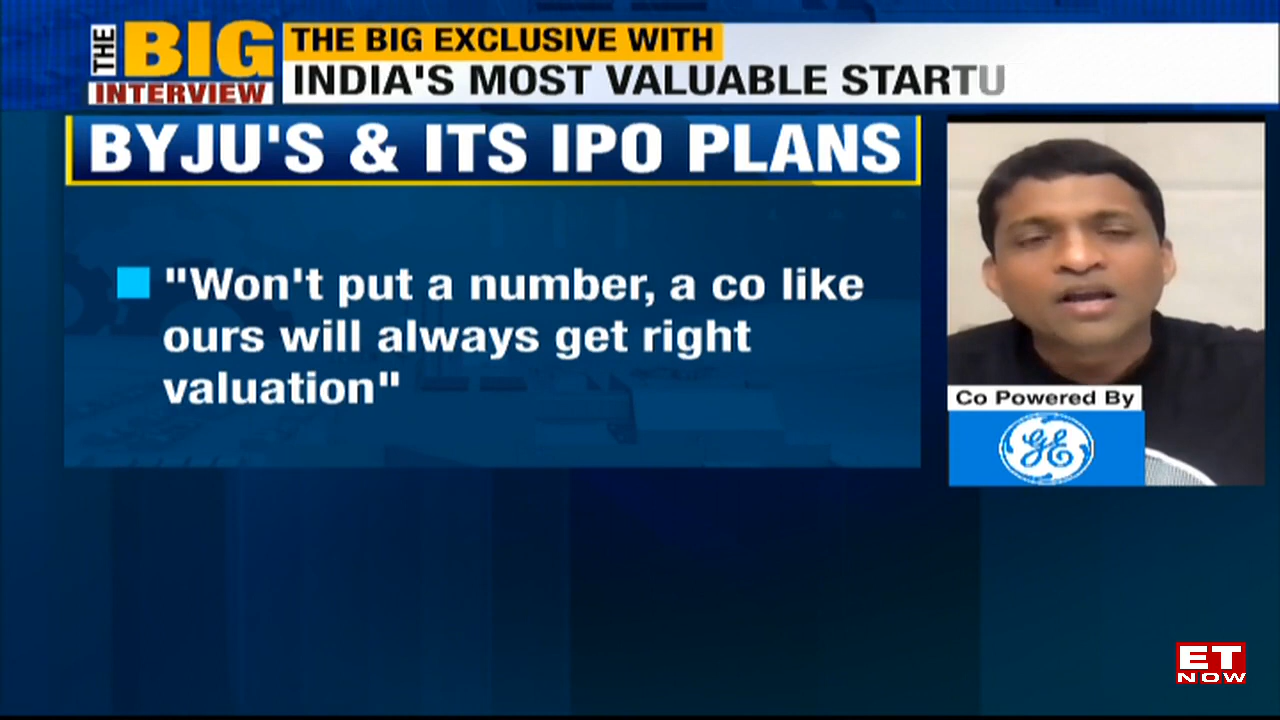 THE BIG INTERVIEW
THE BIG EXCLUSIVE WITH
INDIA'S MOST VALUABLE STARTU
BYJU'S & ITS IPO PLANS
"Won't put a number, a co like
ours will always get right
valuation"
Co Powered By
GE
ET
NOW